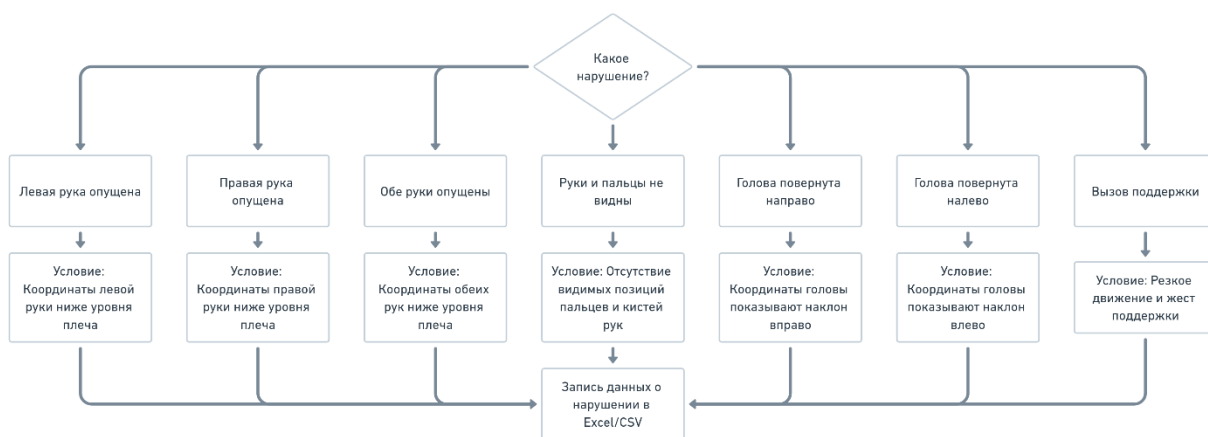 Какое
нарушение?
Левая рука опущена
Правая рука
опущена
Обе руки опущены
Руки и пальцы не
видны
Голова повернута
направо
Голова повернута
налево
Вызов поддержки
Условие:
Координаты левой
руки ниже уровня
плеча
Условие:
Координаты правой
руки ниже уровня
плеча
Условие:
Координаты обеих
рук ниже уровня
плеча
Условие: Отсутствие
видимых позиций
пальцев и кистей
рук
Условие:
Координаты головы
показывают наклон
вправо
Условие:
Координаты головы
показывают наклон
влево
Условие: Резкое
движение и жест
поддержки
Запись данных о
нарушении в
Excel/CSV